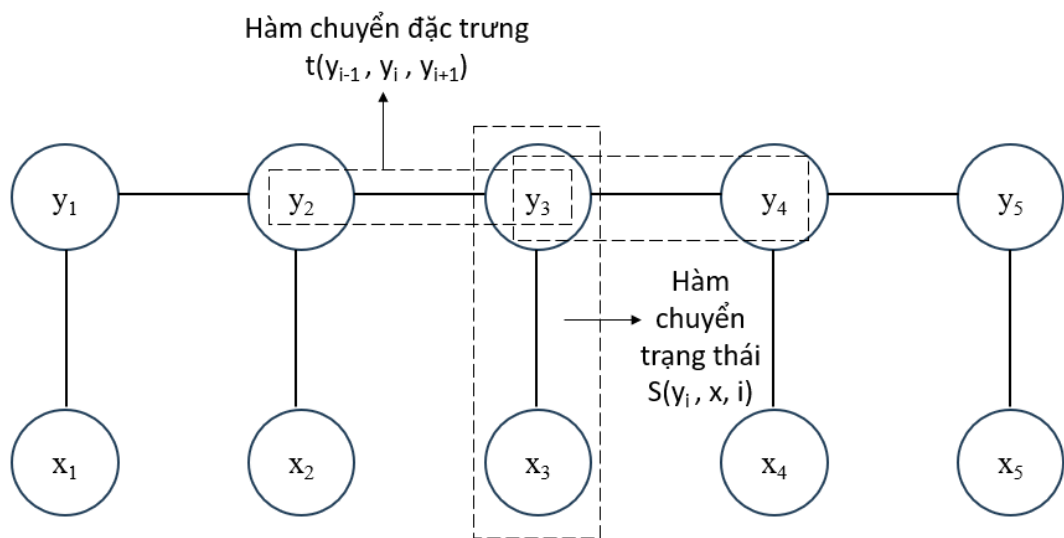 Hàm chuyển đặc trưng
t(yi-1 , yi , yi+1)
y1
y2
y3
y4
y5
Hàm
chuyển
trạng thái
S(yi , x, i)
x1
x2
x3
x4
x5